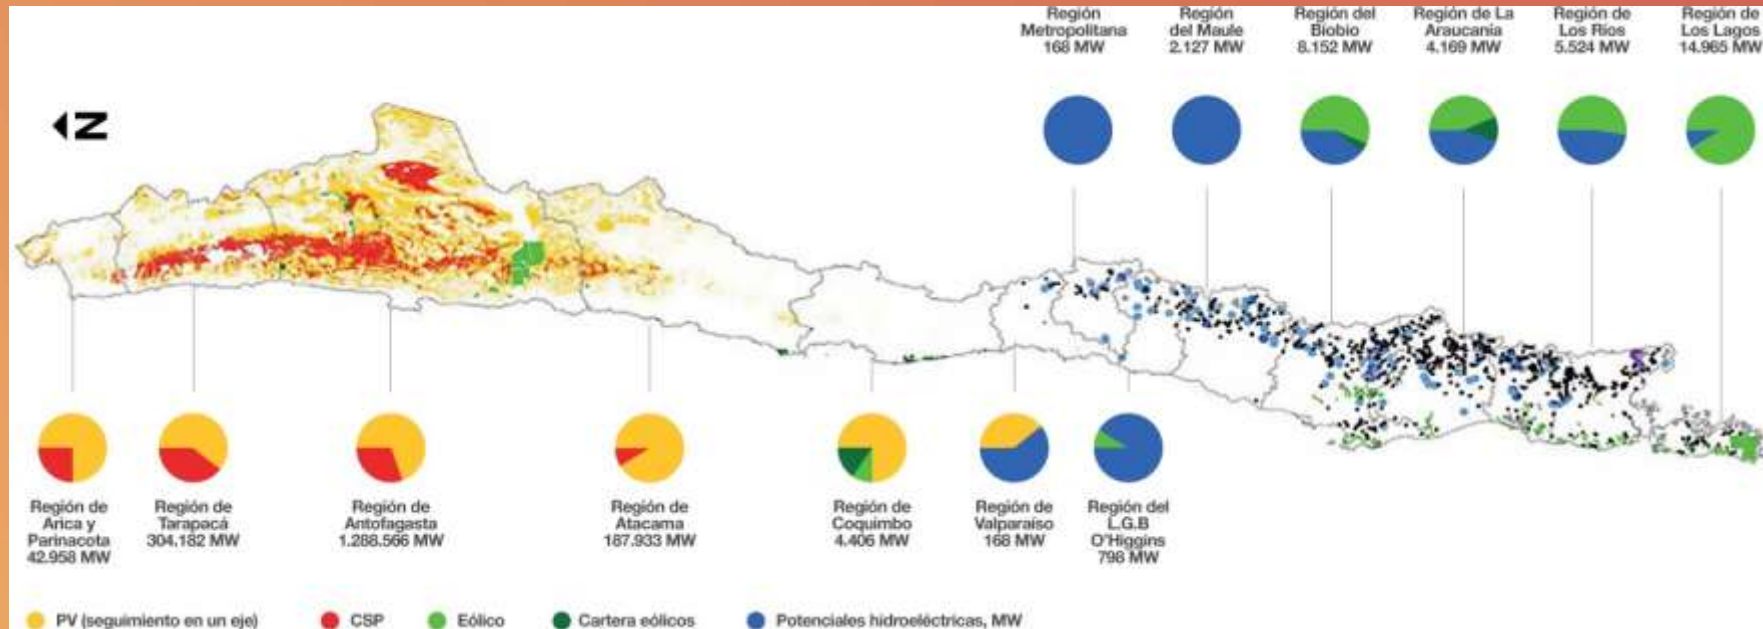 Región
Metropolitana
168 MW
Región
del Maule
2.127 MW
Región del
Biobio
8.152 MW
Región de La
Araucanía
4.169 MW
Región de
Los Ríos
5.524 MW
Región de
Los Lagos
14.965 MW
N
Región de
Arica y
Parinacota
42.958 MW
Región de
Tarapacá
304.182 MW
Región de
Antofagasta
1.288.566 MW
Región de
Atacama
187.933 MW
Región de
Coquimbo
4.406 MW
Región de
Valparaíso
168 MW
Región del
L.G.B
O'Higgins
798 MW
PV (seguimiento en un eje)
CSP
Eólico
Cartera eólicos
Potenciales hidroeléctricas, MW